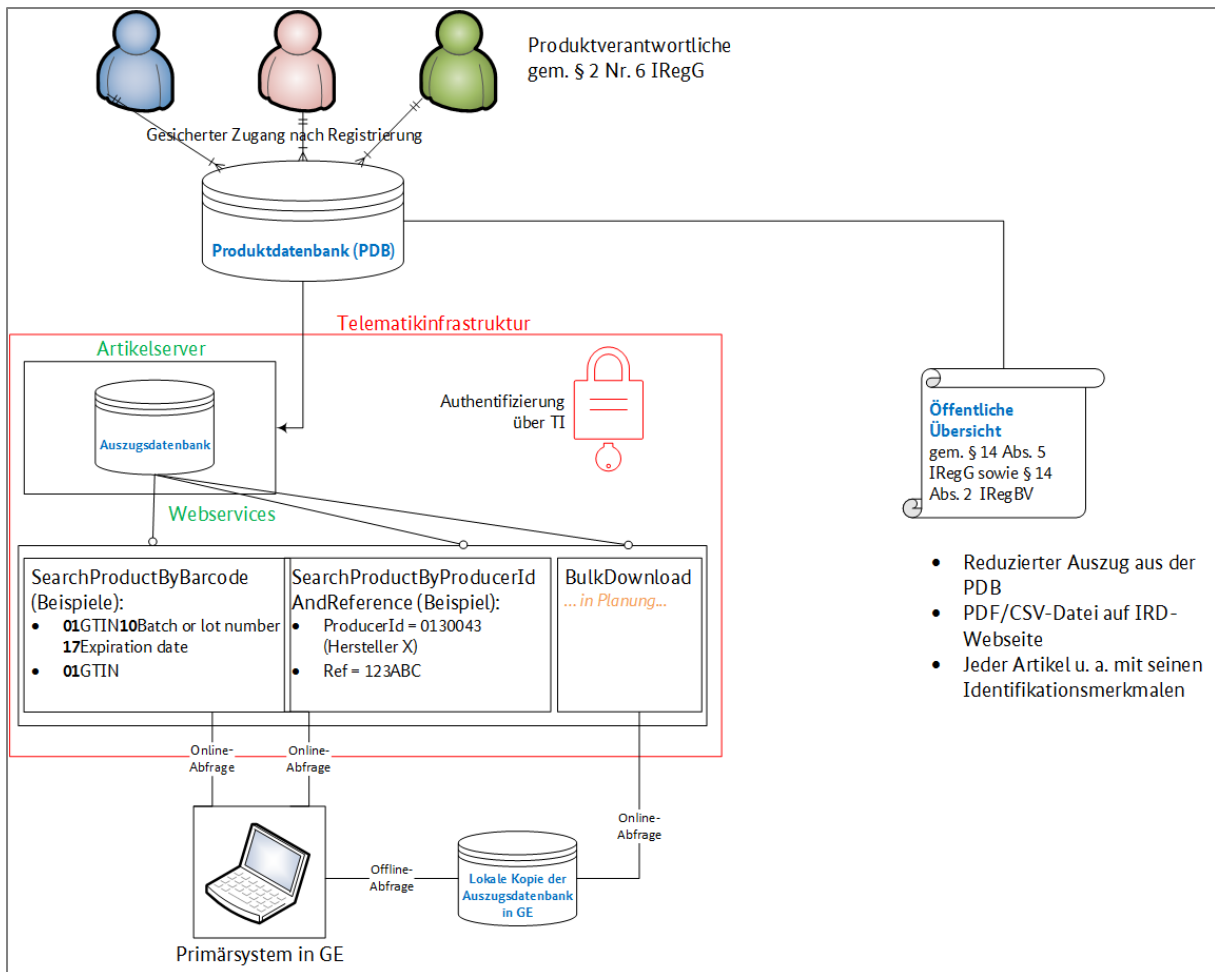 Produktverantwortliche
gem. § 2 Nr. 6 IRegG
Gesicherter Zugang nach Registrierung
Produktdatenbank (PDB)
Telematikinfrastruktur
Artikelserver
Auszugsdatenbank
Authentifizierung
über TI
Webservices
SearchProductByBarcode
(Beispiele):
• 01GTIN10Batch or lot number
17Expiration date
• 01GTIN
SearchProductByProducerId
AndReference (Beispiel):
• ProducerId = 0130043
(Hersteller X)
• Ref = 123ABC
BulkDownload
... in Planung...
Öffentliche
Übersicht
gem. § 14 Abs. 5
IRegG sowie § 14
Abs. 2 IRegBV
• Reduzierter Auszug aus der
PDB
• PDF/CSV-Datei auf IRD-
Webseite
• Jeder Artikel u. a. mit seinen
Identifikationsmerkmalen
Online-
Abfrage
Online-
Abfrage
Online-
Abfrage
Offline-
Abfrage
Lokale Kopie der
Auszugsdatenbank
in GE
Primärsystem in GE